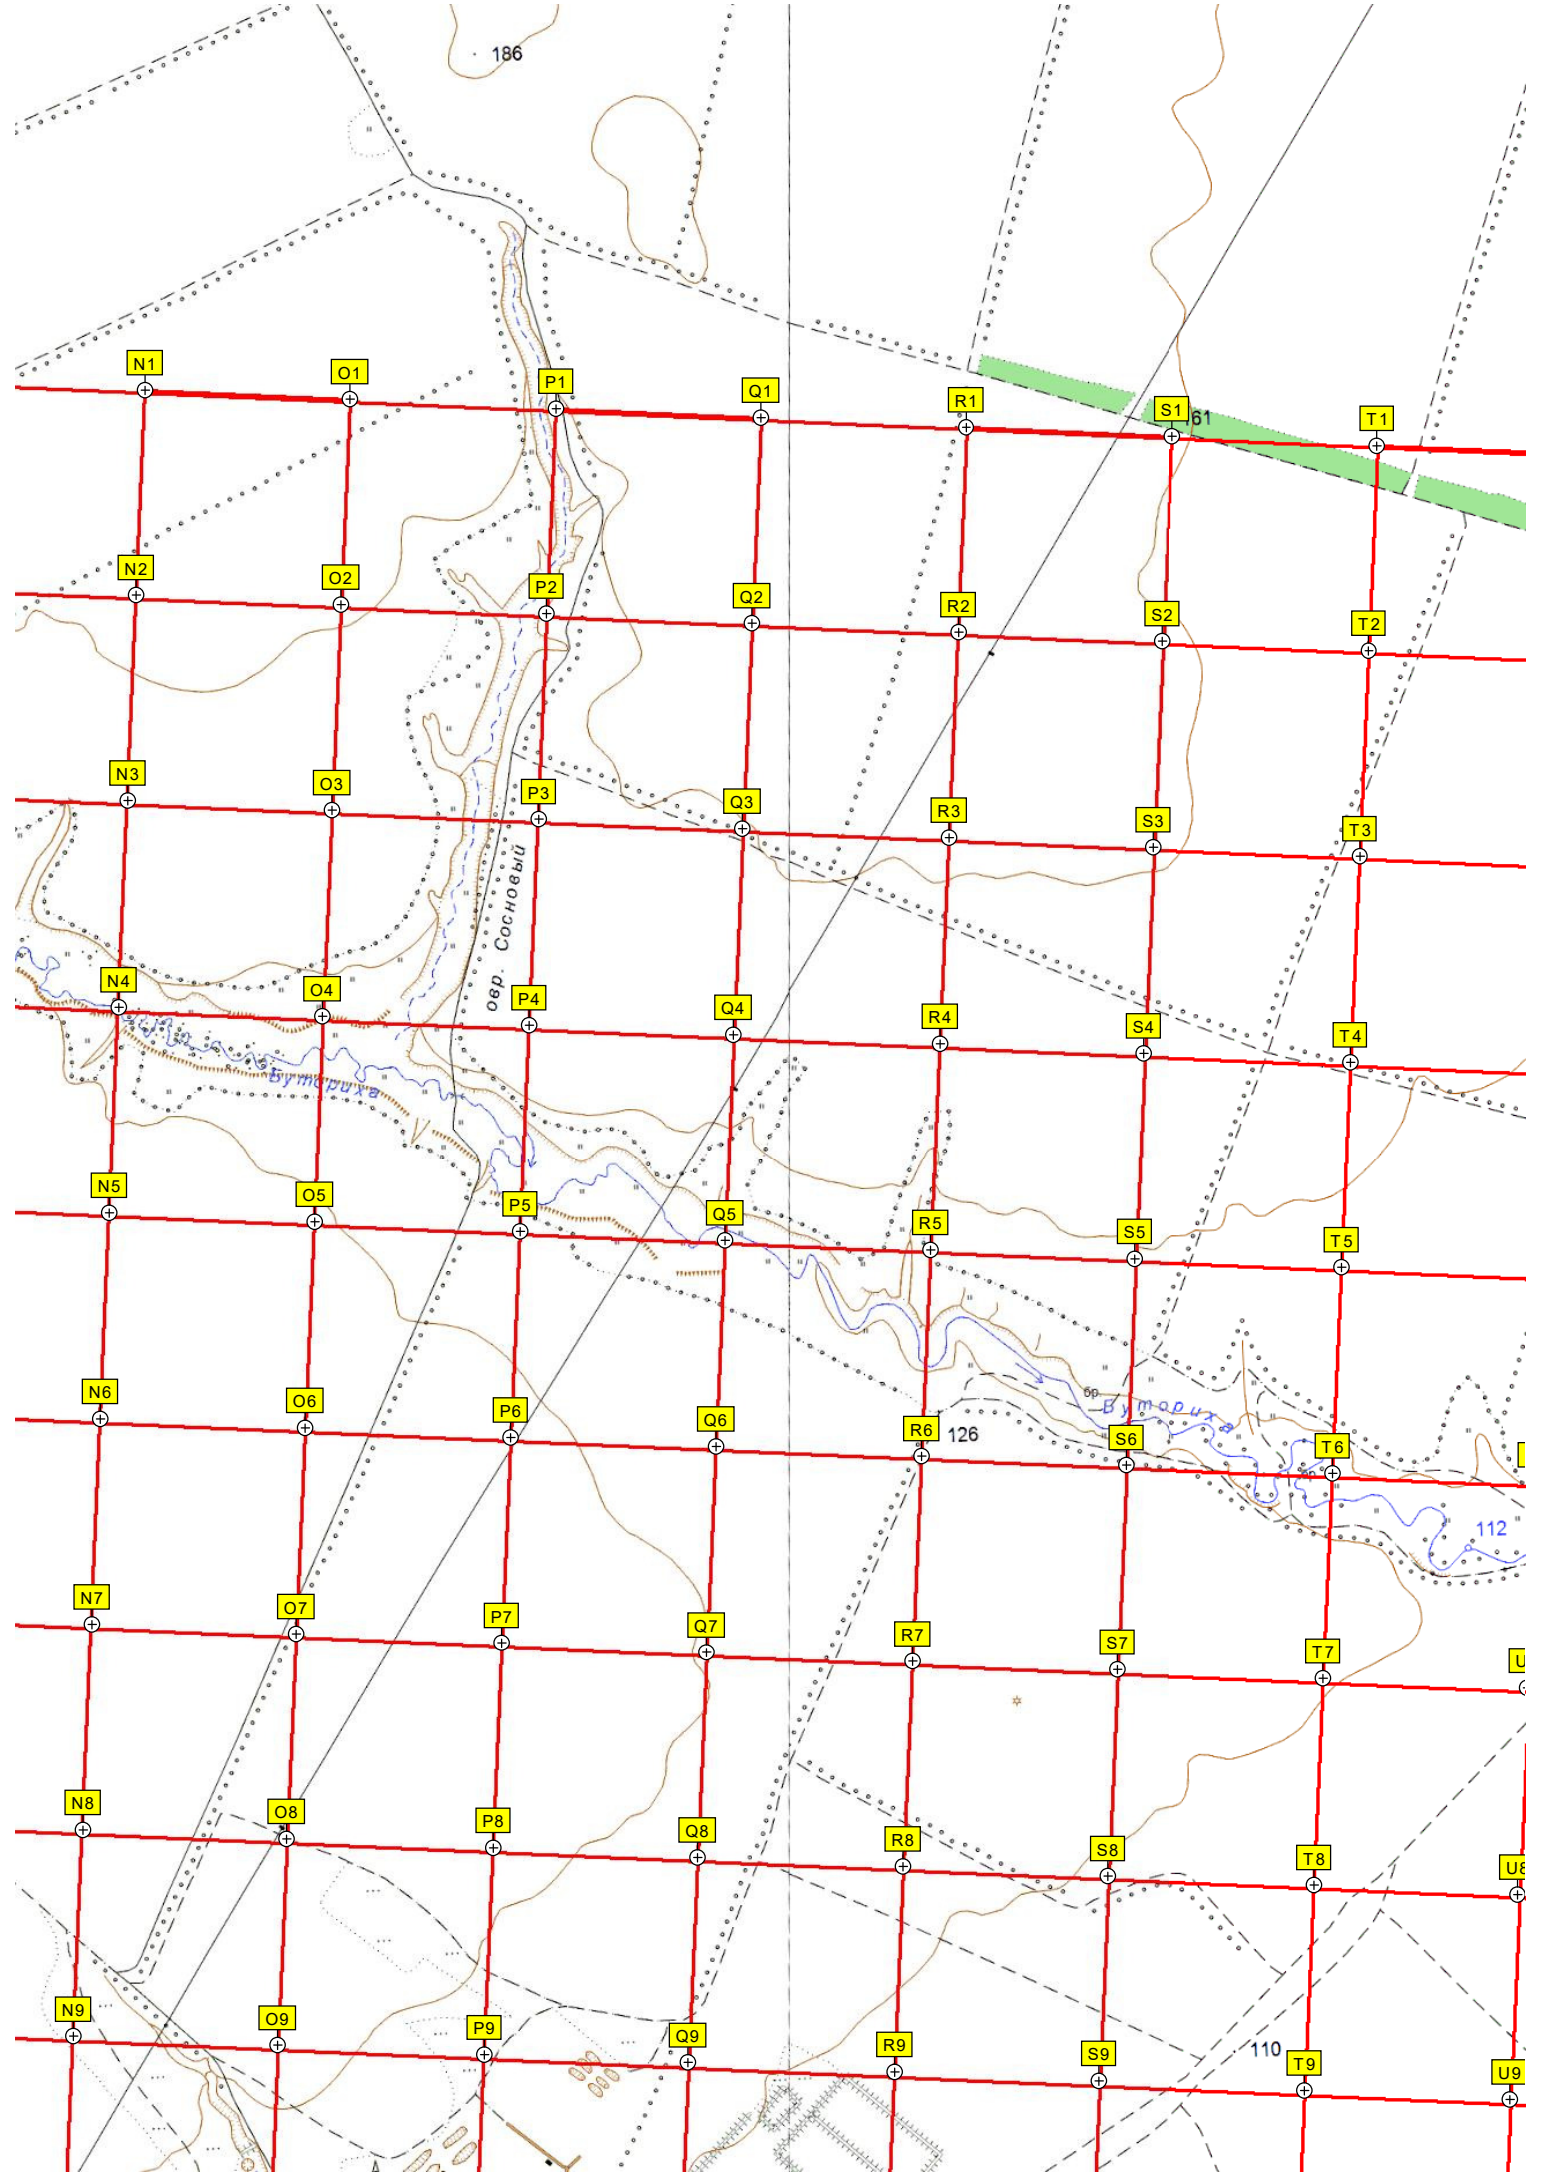 186
N1 O1 P1 Q1 R1 S1 161 T1
N2 O2 P2 Q2 R2 S2 T2
N3 O3 P3 Q3 R3 S3 T3
овр. Сосновый
N4 O4 P4 Q4 R4 S4 T4
Буториха
N5 O5 P5 Q5 R5 S5 T5
бр.
Буториха
N6 O6 P6 Q6 R6 126 S6 T6
112
N7 O7 P7 Q7 R7 S7 T7 U
N8 O8 P8 Q8 R8 S8 T8 U8
N9 O9 P9 Q9 R9 S9 110 T9 U9